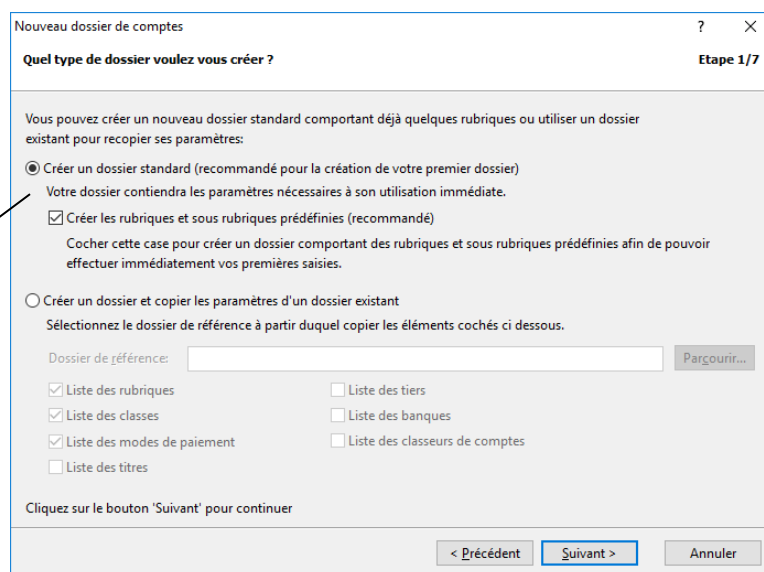 Nouveau dossier de comptes ?
Quel type de dossier voulez vous créer ? Etape 1/7
Vous pouvez créer un nouveau dossier standard comportant déjà quelques rubriques ou utiliser un dossier
existant pour recopier ses paramètres:
Créer un dossier standard (recommandé pour la création de votre premier dossier)
Votre dossier contiendra les paramètres nécessaires à son utilisation immédiate.
Créer les rubriques et sous rubriques prédéfinies (recommandé)
Cocher cette case pour créer un dossier comportant des rubriques et sous rubriques prédéfinies afin de pouvoir
effectuer immédiatement vos premières saisies.
Créer un dossier et copier les paramètres d'un dossier existant
Sélectionnez le dossier de référence à partir duquel copier les éléments cochés ci dessous.
Dossier de référence: Parcourir...
Liste des rubriques Liste des tiers
Liste des classes Liste des banques
Liste des modes de paiement Liste des classeurs de comptes
Liste des titres
Cliquez sur le bouton 'Suivant' pour continuer
< Précédent Suivant > Annuler